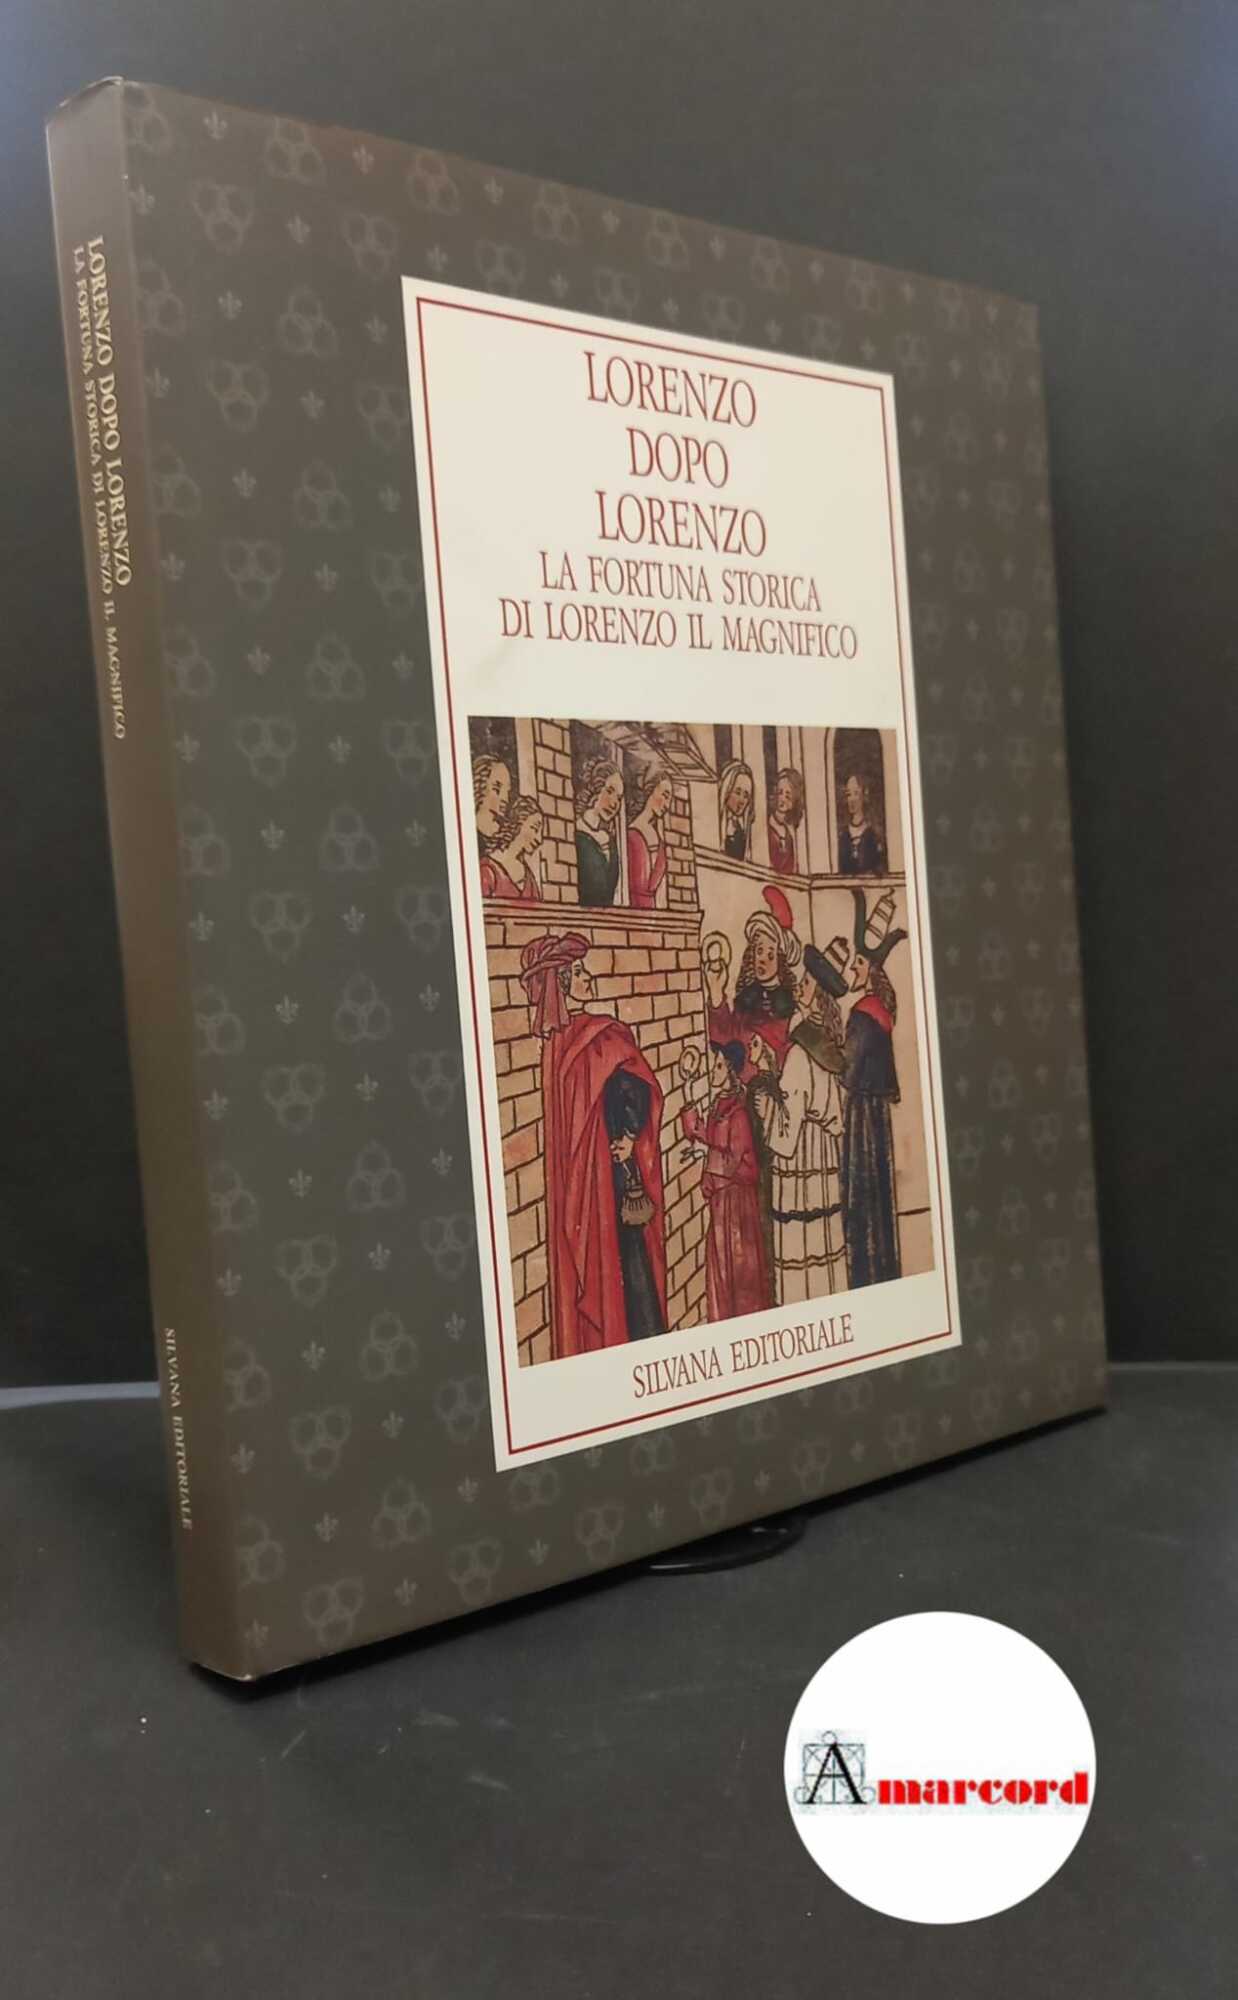 LORENZO
DOPO
LORENZO
LA FORTUNA STORICA
DI LORENZO IL MAGNIFICO
SILVANA EDITORIALE
LORENZO DOPO LORENZO
LA FORTUNA STORICA DI LORENZO IL MAGNIFICO
SILVANA EDITORIALE
Amarcord